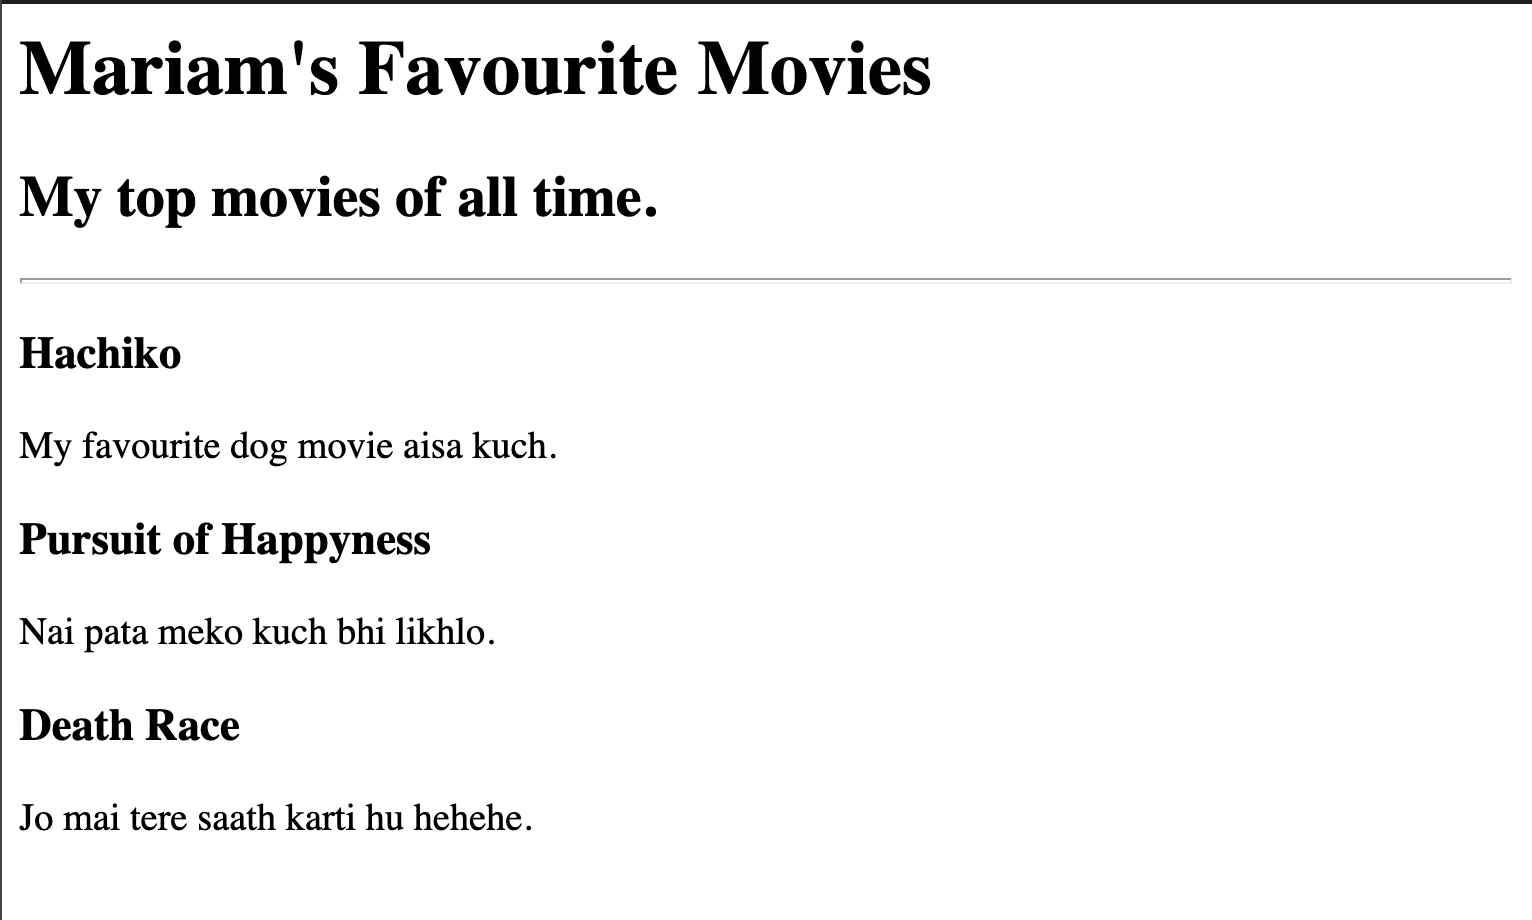 Mariam's Favourite Movies
My top movies of all time.
Hachiko
My favourite dog movie aisa kuch.
Pursuit of Happyness
Nai pata meko kuch bhi likhlo.
Death Race
Jo mai tere saath karti hu hehehe.